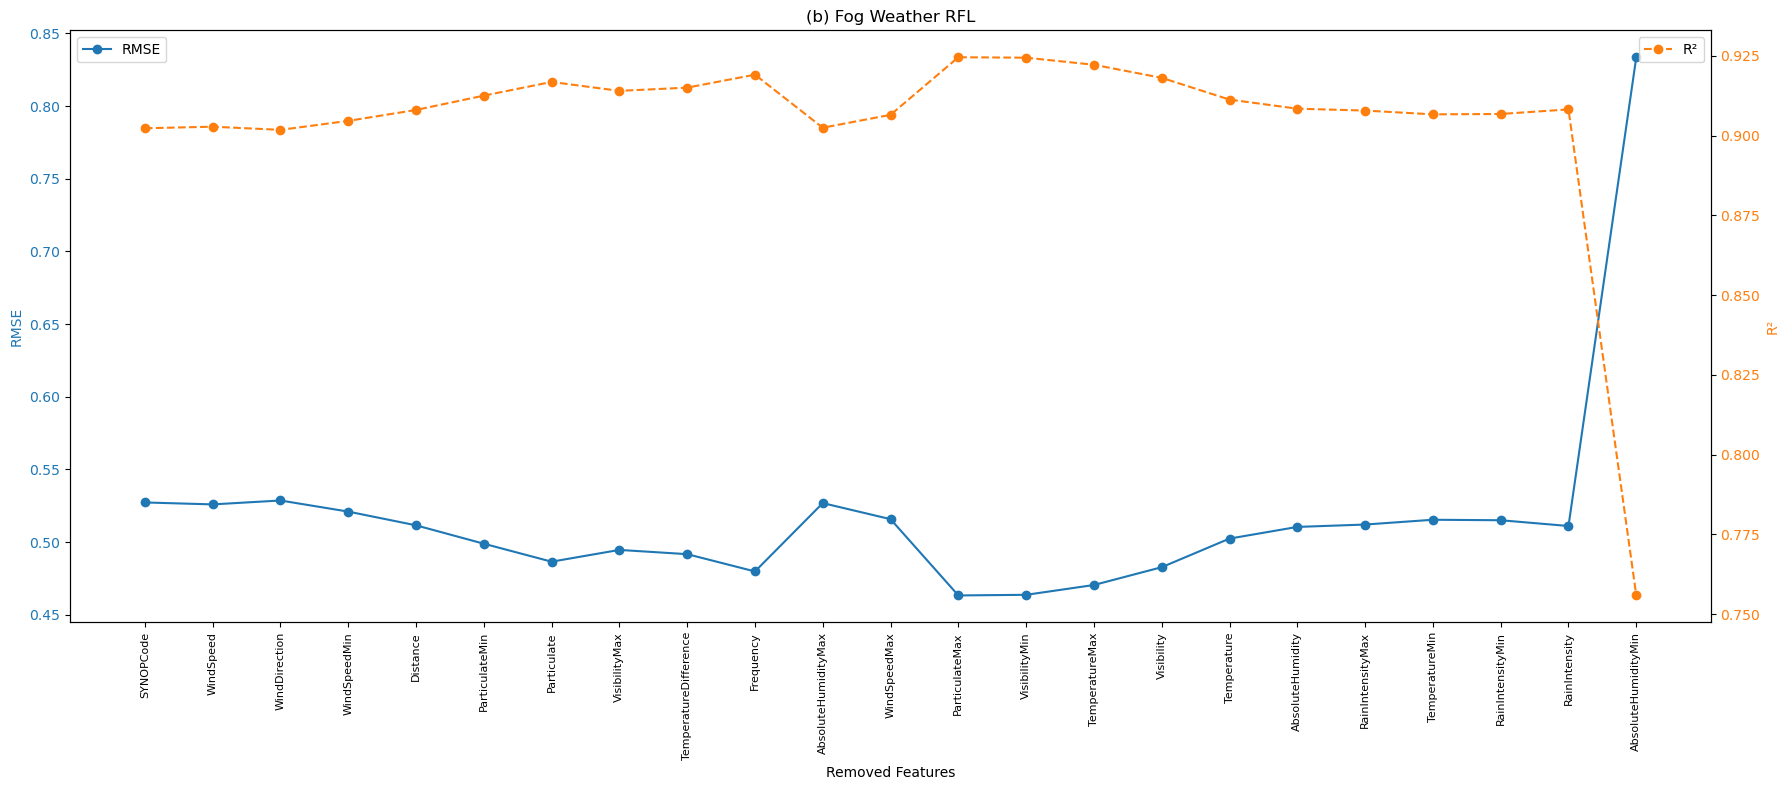 (b) Fog Weather RFL
RMSE
R²
0.85
0.80
0.75
0.70
0.65
0.60
0.55
0.50
0.45
RMSE
0.925
0.900
0.875
0.850
0.825
0.800
0.775
0.750
R²
SYNOPCode
WindSpeed
WindDirection
WindSpeedMin
Distance
ParticulateMin
Particulate
VisibilityMax
TemperatureDifference
Frequency
AbsoluteHumidityMax
WindSpeedMax
ParticulateMax
VisibilityMin
TemperatureMax
Visibility
Temperature
AbsoluteHumidity
RainIntensityMax
TemperatureMin
RainIntensityMin
RainIntensity
AbsoluteHumidityMin
Removed Features